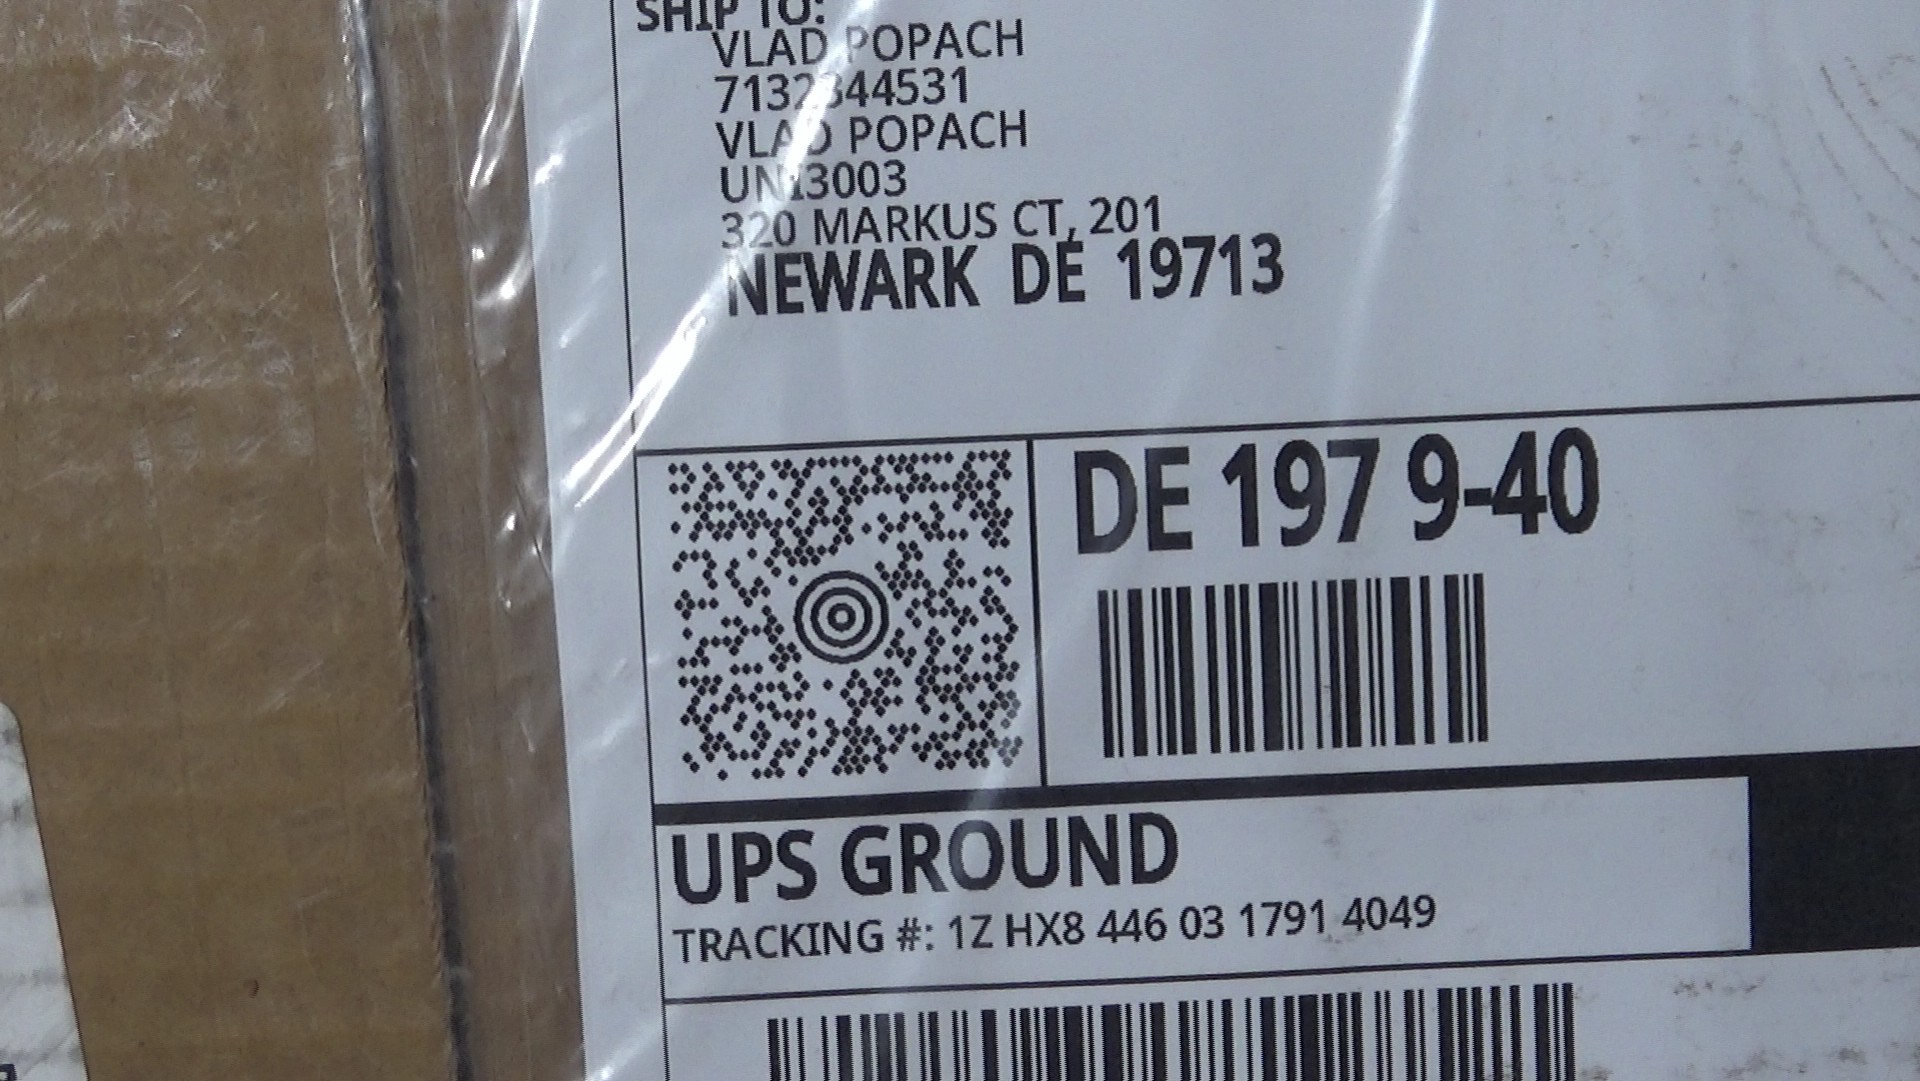 SHIP TO:
VLAD POPACH
7132344531
VLAD POPACH
UNI3003
320 MARKUS CT, 201
NEWARK DE 19713
DE 197 9-40
UPS GROUND
TRACKING #: 1Z HX8 446 03 1791 4049